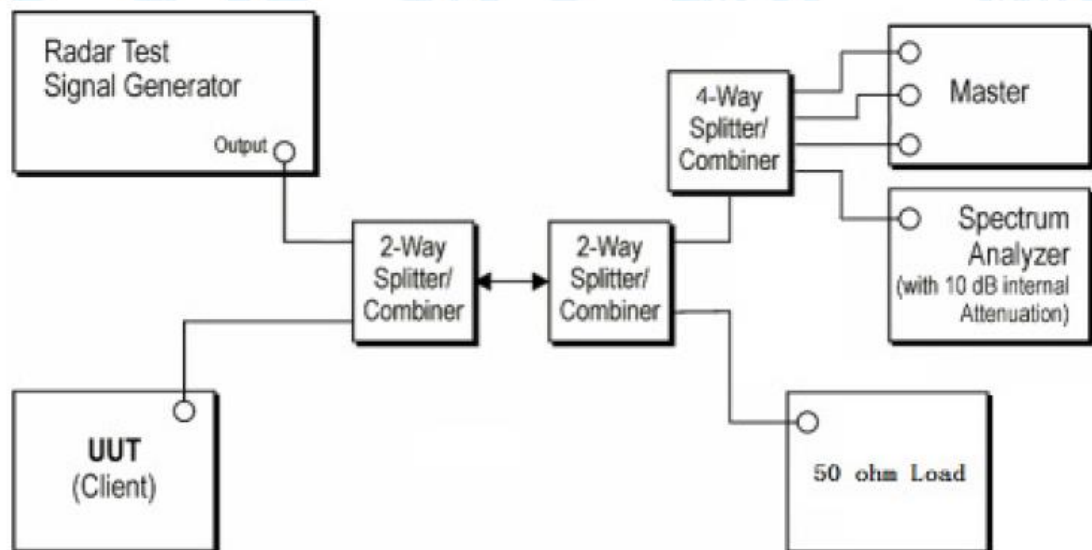 Radar Test
Signal Generator
Output
4-Way
Splitter/
Combiner
Master
2-Way
Splitter/
Combiner
2-Way
Splitter/
Combiner
Spectrum
Analyzer
(with 10 dB internal
Attenuation)
UUT
(Client)
50 ohm Load